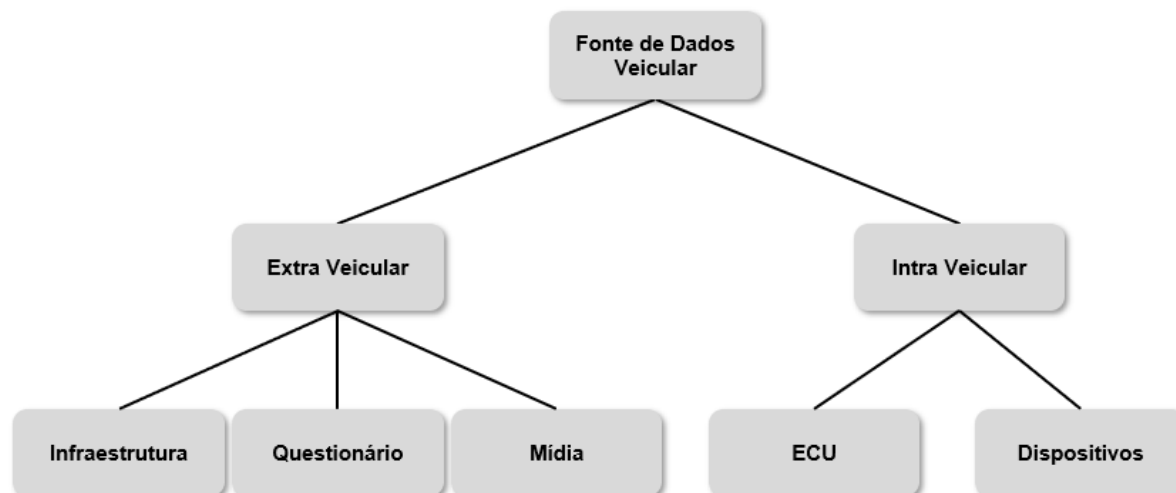 Fonte de Dados
Veicular
Extra Veicular
Intra Veicular
Infraestrutura
Questionário
Mídia
ECU
Dispositivos